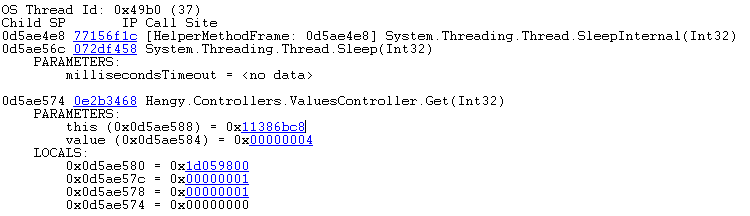 OS Thread Id: 0x49b0 (37)
Child SP       IP Call Site
0d5ae4e8 77156f1c [HelperMethodFrame: 0d5ae4e8] System.Threading.Thread.SleepInternal(Int32)
0d5ae56c 072df458 System.Threading.Thread.Sleep(Int32)
    PARAMETERS:
        millisecondsTimeout = <no data>
0d5ae574 0e2b3468 Hangy.Controllers.ValuesController.Get(Int32)
    PARAMETERS:
        this (0x0d5ae588) = 0x11386bc8
        value (0x0d5ae584) = 0x00000004
    LOCALS:
        0x0d5ae580 = 0x1d059800
        0x0d5ae57c = 0x00000001
        0x0d5ae578 = 0x00000001
        0x0d5ae574 = 0x00000000